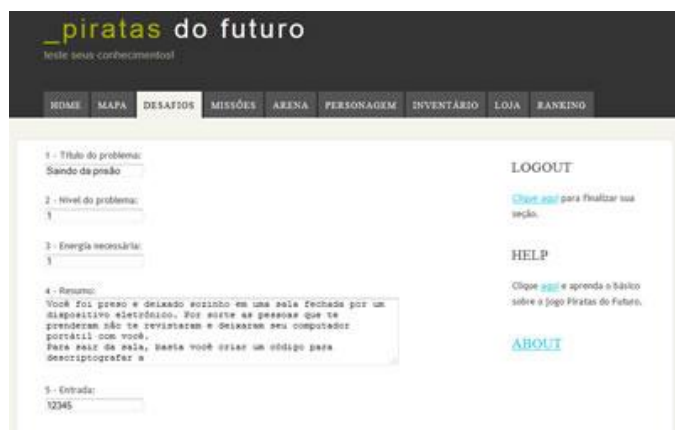 _piratas do futuro
teste seus conhecimentos!
HOME MAPA DESAFIOS MISSÕES ARENA PERSONAGEM INVENTÁRIO LOJA RANKING
1 - Título do problema:
Saindo da prisão
2 - Nível do problema:
1
3 - Energia necessária:
1
4 - Resumo:
Você foi preso e deixado sozinho em uma sala fechada por um
dispositivo eletrônico. Por sorte as pessoas que te
prenderam não te revistaram e deixaram seu computador
portátil com você.
Para sair da sala, basta você criar um código para
descriptografar a
5 - Entrada:
12345
LOGOUT
Clique aqui para finalizar sua
seção.
HELP
Clique aqui e aprenda o básico
sobre o jogo Piratas do Futuro.
ABOUT